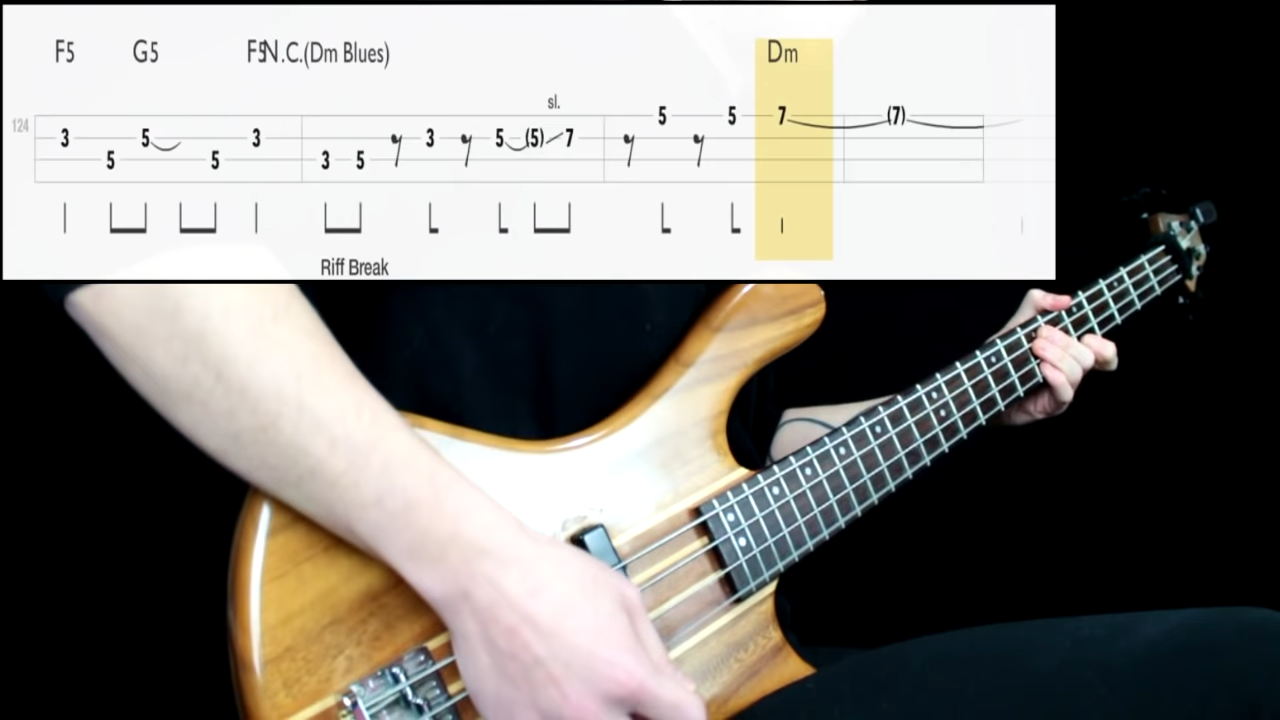 F5 G5 F5N.C.(Dm Blues) Dm
sl.
124
5 5 7 (7)
3 5 3 3 5 (5) 7
5 5 3 5
Riff Break